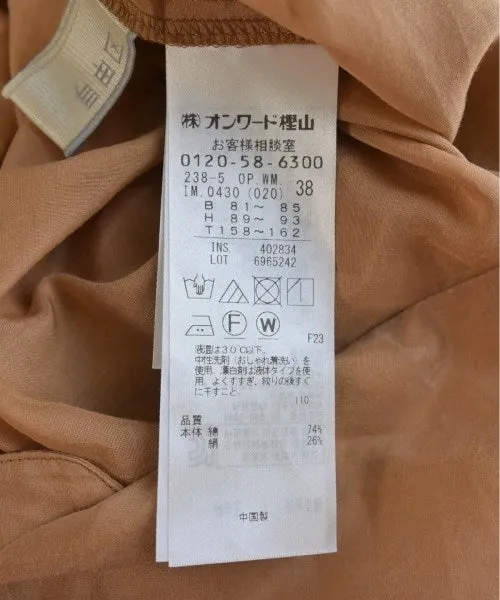 (株) オンワード樫山
お客様相談室
0120-58-6300
238-5 OP.WM.
IM.0430 (020) 38
B 81~ 85
H 89~ 93
T 158~162
INS. 402834
LOT 6965242
F
W
F23
液温は30℃以下。
中性洗剤(おしゃれ着洗い)を
使用。漂白剤は液体タイプを使
用。よくすすぎ、絞りの後すぐ
に干すこと。
110
品質
本体 綿 74%
絹 26%
中国製